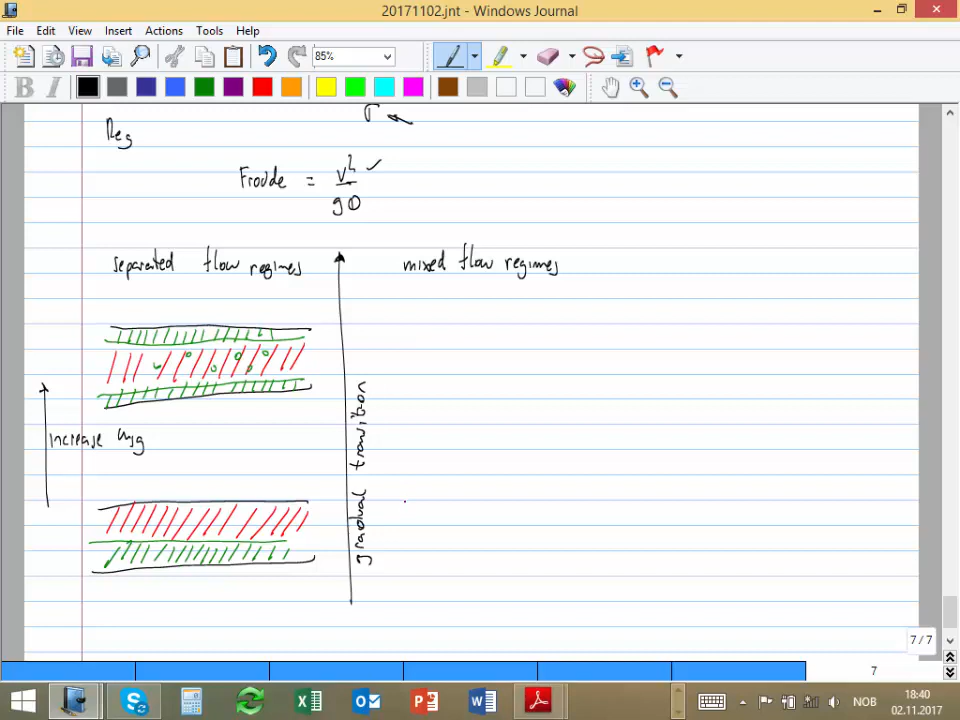 20171102.jnt - Windows Journal
File Edit View Insert Actions Tools Help
85%
B I
σ
Reg
Froude = v²/gD
separated flow regimes
mixed flow regimes
increase usg
gradual transition
7 / 7
7
NOB
18:40
02.11.2017